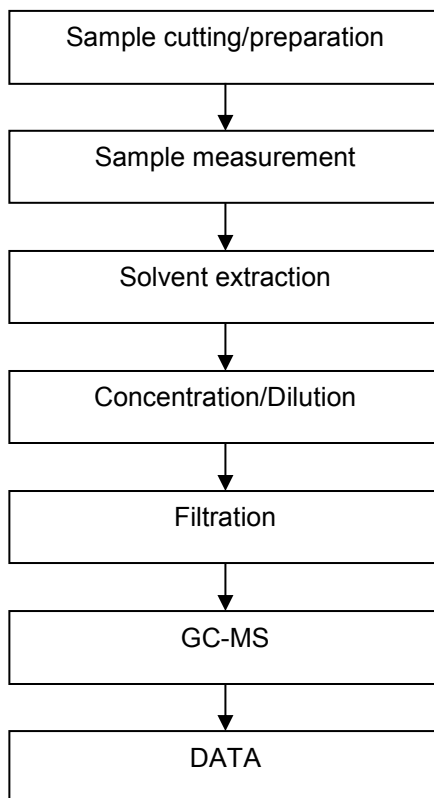 Sample cutting/preparation
Sample measurement
Solvent extraction
Concentration/Dilution
Filtration
GC-MS
DATA